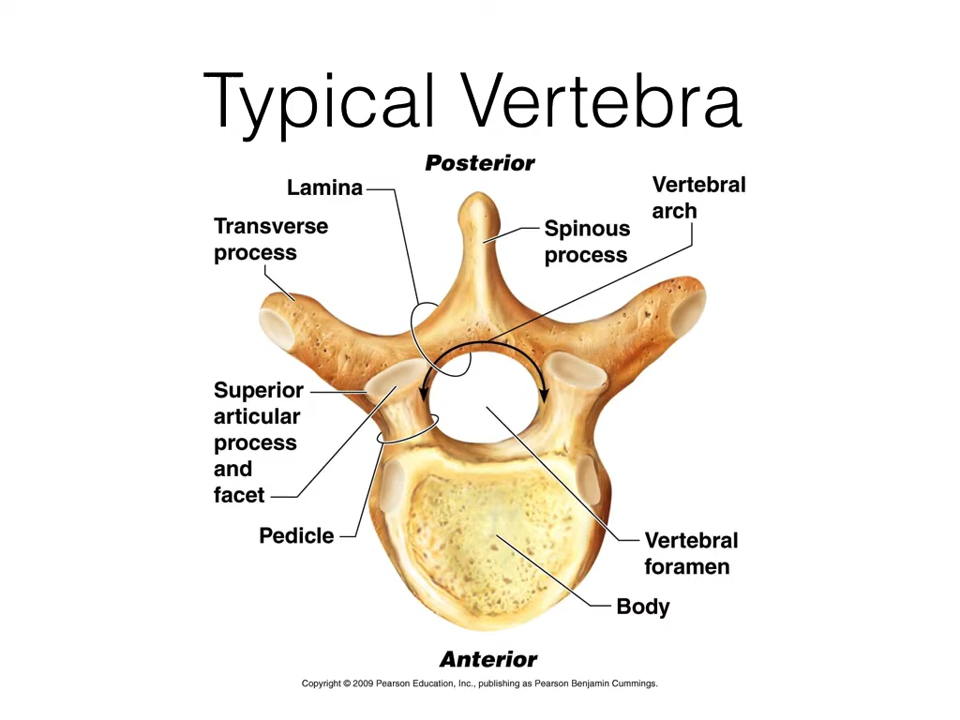 Typical Vertebra
Posterior
Lamina
Vertebral
arch
Transverse
process
Spinous
process
Superior
articular
process
and
facet
Pedicle
Vertebral
foramen
Body
Anterior
Copyright © 2009 Pearson Education, Inc., publishing as Pearson Benjamin Cummings.